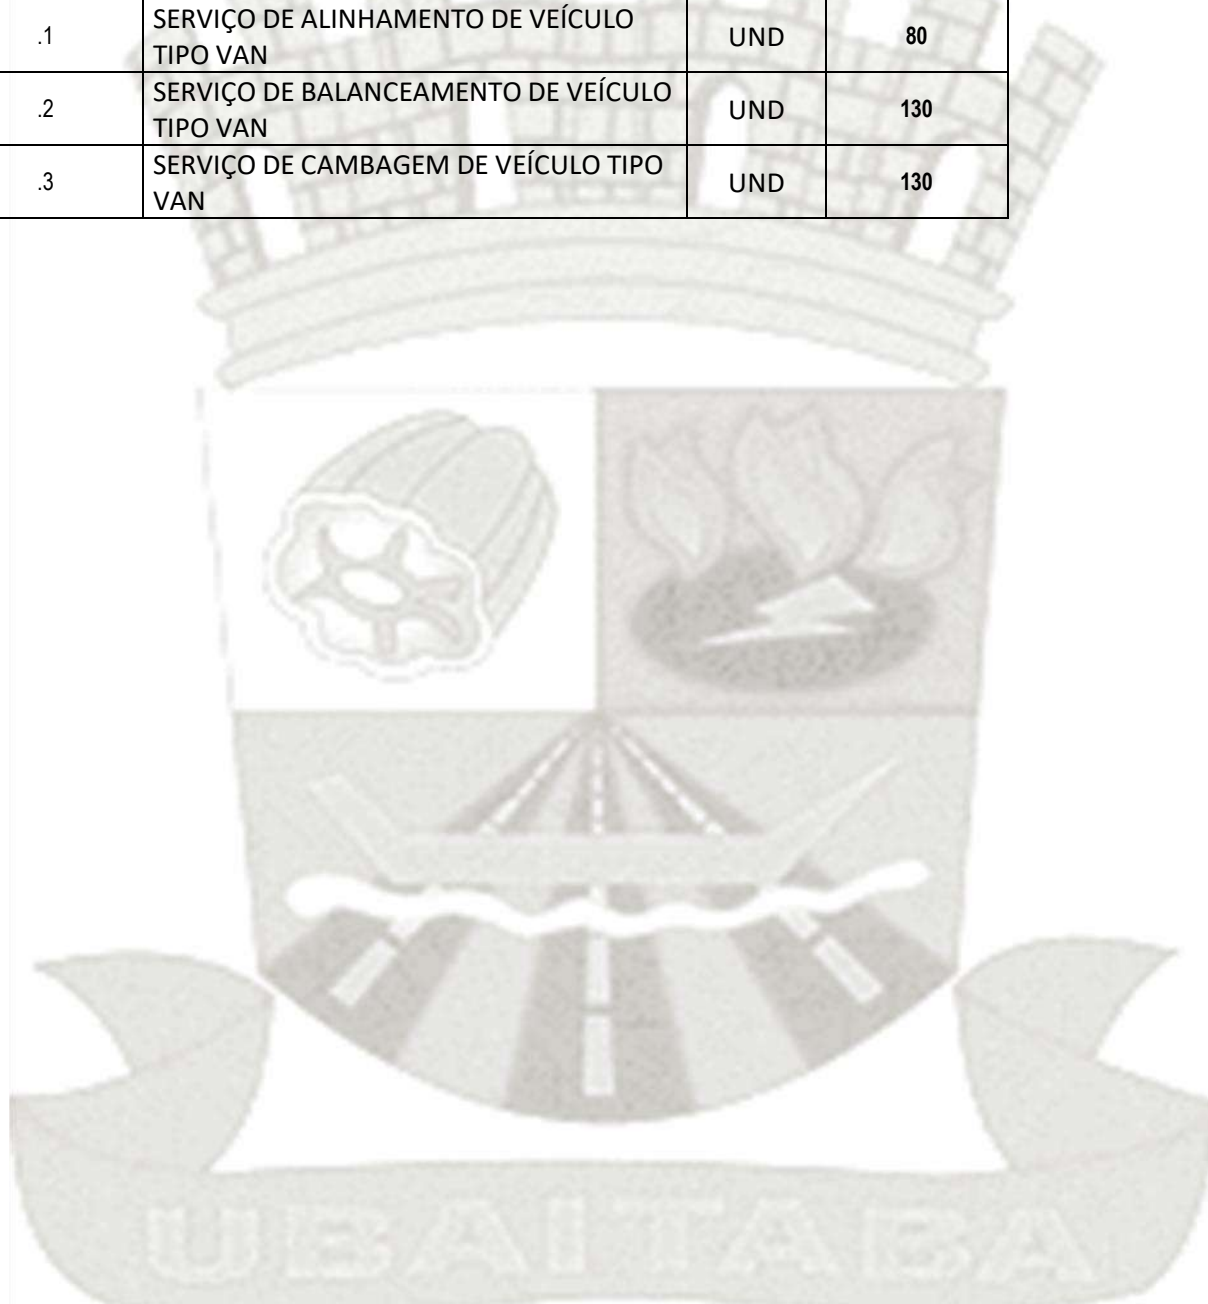 .1 SERVIÇO DE ALINHAMENTO DE VEÍCULO
TIPO VAN UND 80
.2 SERVIÇO DE BALANCEAMENTO DE VEÍCULO
TIPO VAN UND 130
.3 SERVIÇO DE CAMBAGEM DE VEÍCULO TIPO
VAN UND 130
UBAITABA